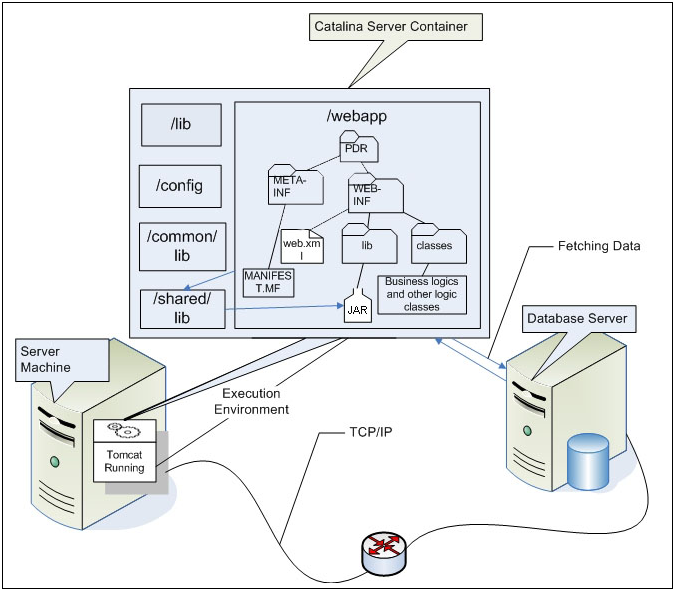 Catalina Server Container
/lib
/config
/common/
lib
/shared/
lib
/webapp
PDR
META-
INF
WEB-
INF
web.xm
l
lib
classes
MANIFES
T.MF
JAR
Business logics
and other logic
classes
Fetching Data
Database Server
Server
Machine
Execution
Environment
Tomcat
Running
TCP/IP